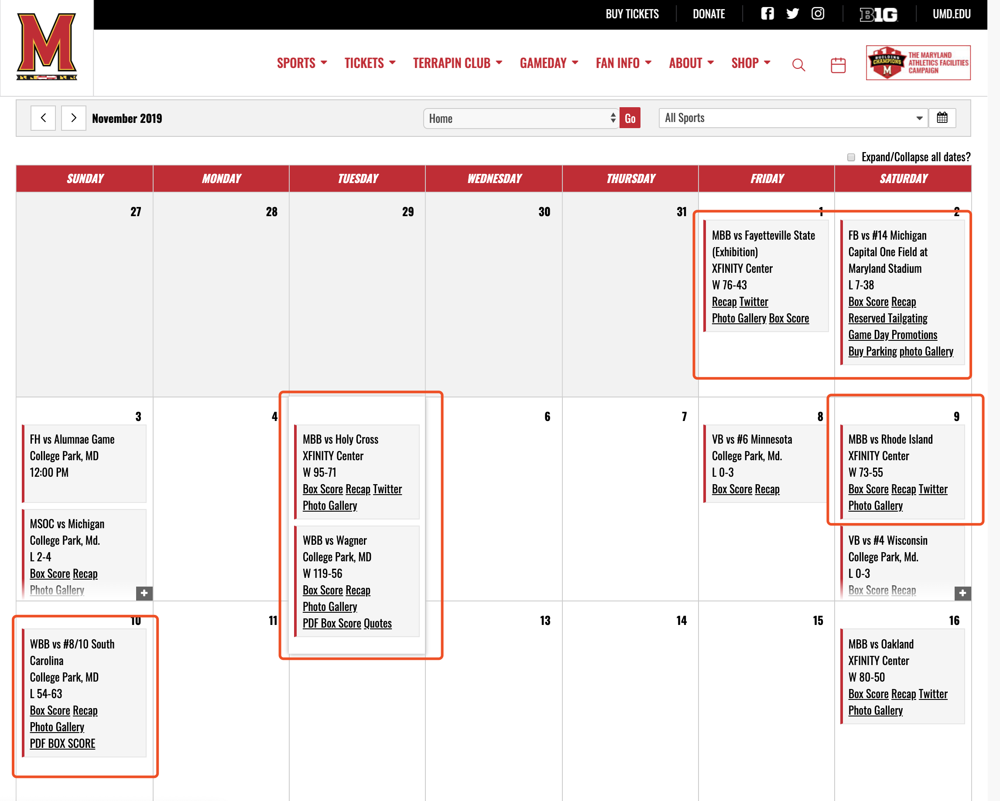 BUY TICKETS
DONATE
B1G
UMD.EDU
M
SPORTS
TICKETS
TERRAPIN CLUB
GAMEDAY
FAN INFO
ABOUT
SHOP
BUILDING
CHAMPIONS
M
THE MARYLAND
ATHLETICS FACILITIES
CAMPAIGN
November 2019
Home
Go
All Sports
Expand/Collapse all dates?
SUNDAY
MONDAY
TUESDAY
WEDNESDAY
THURSDAY
FRIDAY
SATURDAY
27
28
29
30
31
1
MBB vs Fayetteville State
(Exhibition)
XFINITY Center
W 76-43
Recap Twitter
Photo Gallery Box Score
2
FB vs #14 Michigan
Capital One Field at
Maryland Stadium
L 7-38
Box Score Recap
Reserved Tailgating
Game Day Promotions
Buy Parking photo Gallery
3
FH vs Alumnae Game
College Park, MD
12:00 PM
MSOC vs Michigan
College Park, Md.
L 2-4
Box Score Recap
Photo Gallery
4
MBB vs Holy Cross
XFINITY Center
W 95-71
Box Score Recap Twitter
Photo Gallery
WBB vs Wagner
College Park, MD
W 119-56
Box Score Recap
Photo Gallery
PDF Box Score Quotes
6
7
8
VB vs #6 Minnesota
College Park, Md.
L 0-3
Box Score Recap
9
MBB vs Rhode Island
XFINITY Center
W 73-55
Box Score Recap Twitter
Photo Gallery
VB vs #4 Wisconsin
College Park, Md.
L 0-3
Box Score Recap
10
WBB vs #8/10 South
Carolina
College Park, MD
L 54-63
Box Score Recap
Photo Gallery
PDF BOX SCORE
11
13
14
15
16
MBB vs Oakland
XFINITY Center
W 80-50
Box Score Recap Twitter
Photo Gallery